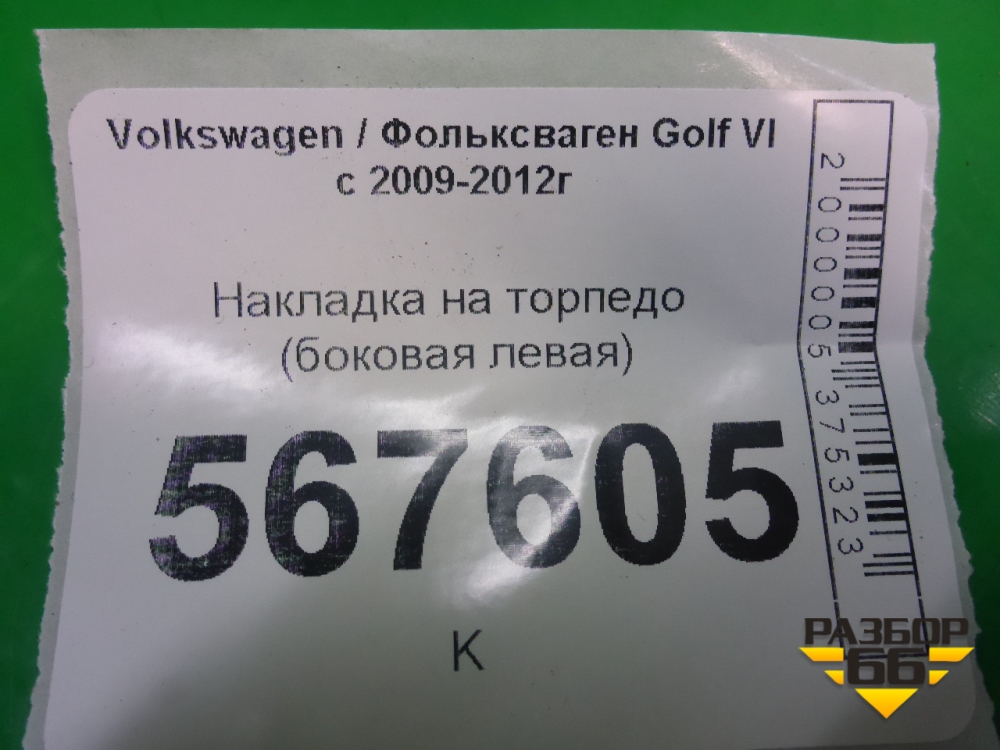 Volkswagen / Фольксваген Golf VI
с 2009-2012г
Накладка на торпедо
(боковая левая)
567605
К
2000005375323
РАЗБОР
66